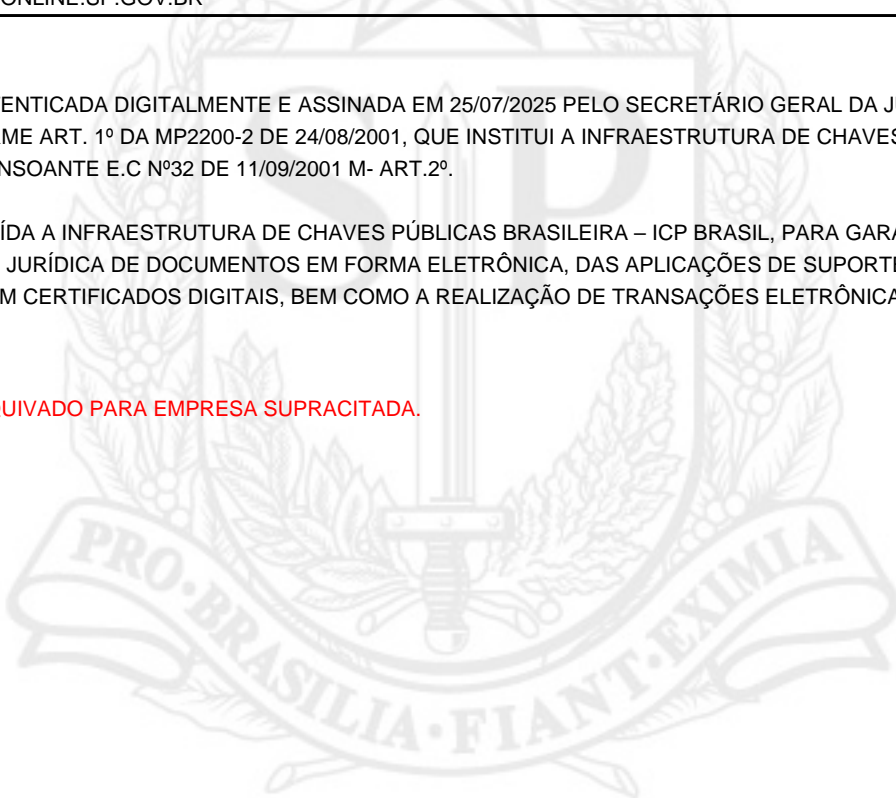 ONLINE.SP.GOV.BR
ENTICADA DIGITALMENTE E ASSINADA EM 25/07/2025 PELO SECRETÁRIO GERAL DA J
ME ART. 1º DA MP2200-2 DE 24/08/2001, QUE INSTITUI A INFRAESTRUTURA DE CHAVES
NSOANTE E.C Nº32 DE 11/09/2001 M- ART.2º.
ÍDA A INFRAESTRUTURA DE CHAVES PÚBLICAS BRASILEIRA – ICP BRASIL, PARA GARA
JURÍDICA DE DOCUMENTOS EM FORMA ELETRÔNICA, DAS APLICAÇÕES DE SUPORTE
M CERTIFICADOS DIGITAIS, BEM COMO A REALIZAÇÃO DE TRANSAÇÕES ELETRÔNICA
UIVADO PARA EMPRESA SUPRACITADA.
SP
PRO·BRASILIA·FIANT·EXIMIA